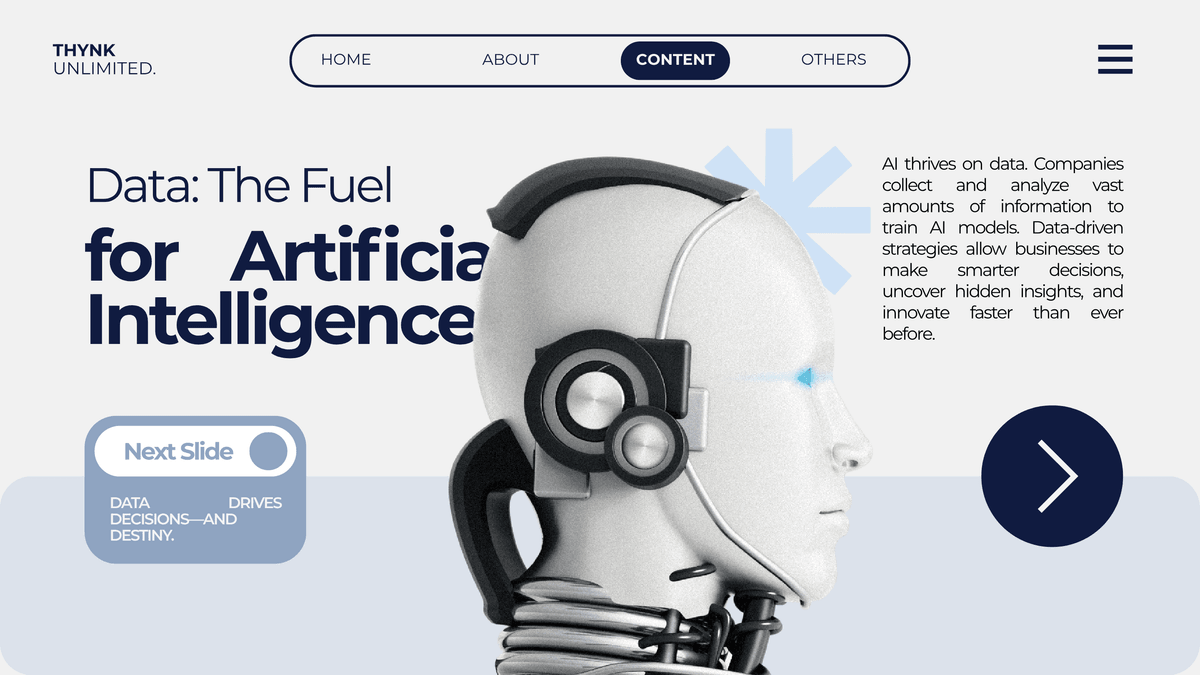 THYNK
UNLIMITED.
HOME
ABOUT
CONTENT
OTHERS
Data: The Fuel
for Artificia
Intelligence
AI thrives on data. Companies
collect and analyze vast
amounts of information to
train AI models. Data-driven
strategies allow businesses to
make smarter decisions,
uncover hidden insights, and
innovate faster than ever
before.
Next Slide
DATA DRIVES
DECISIONS—AND
DESTINY.